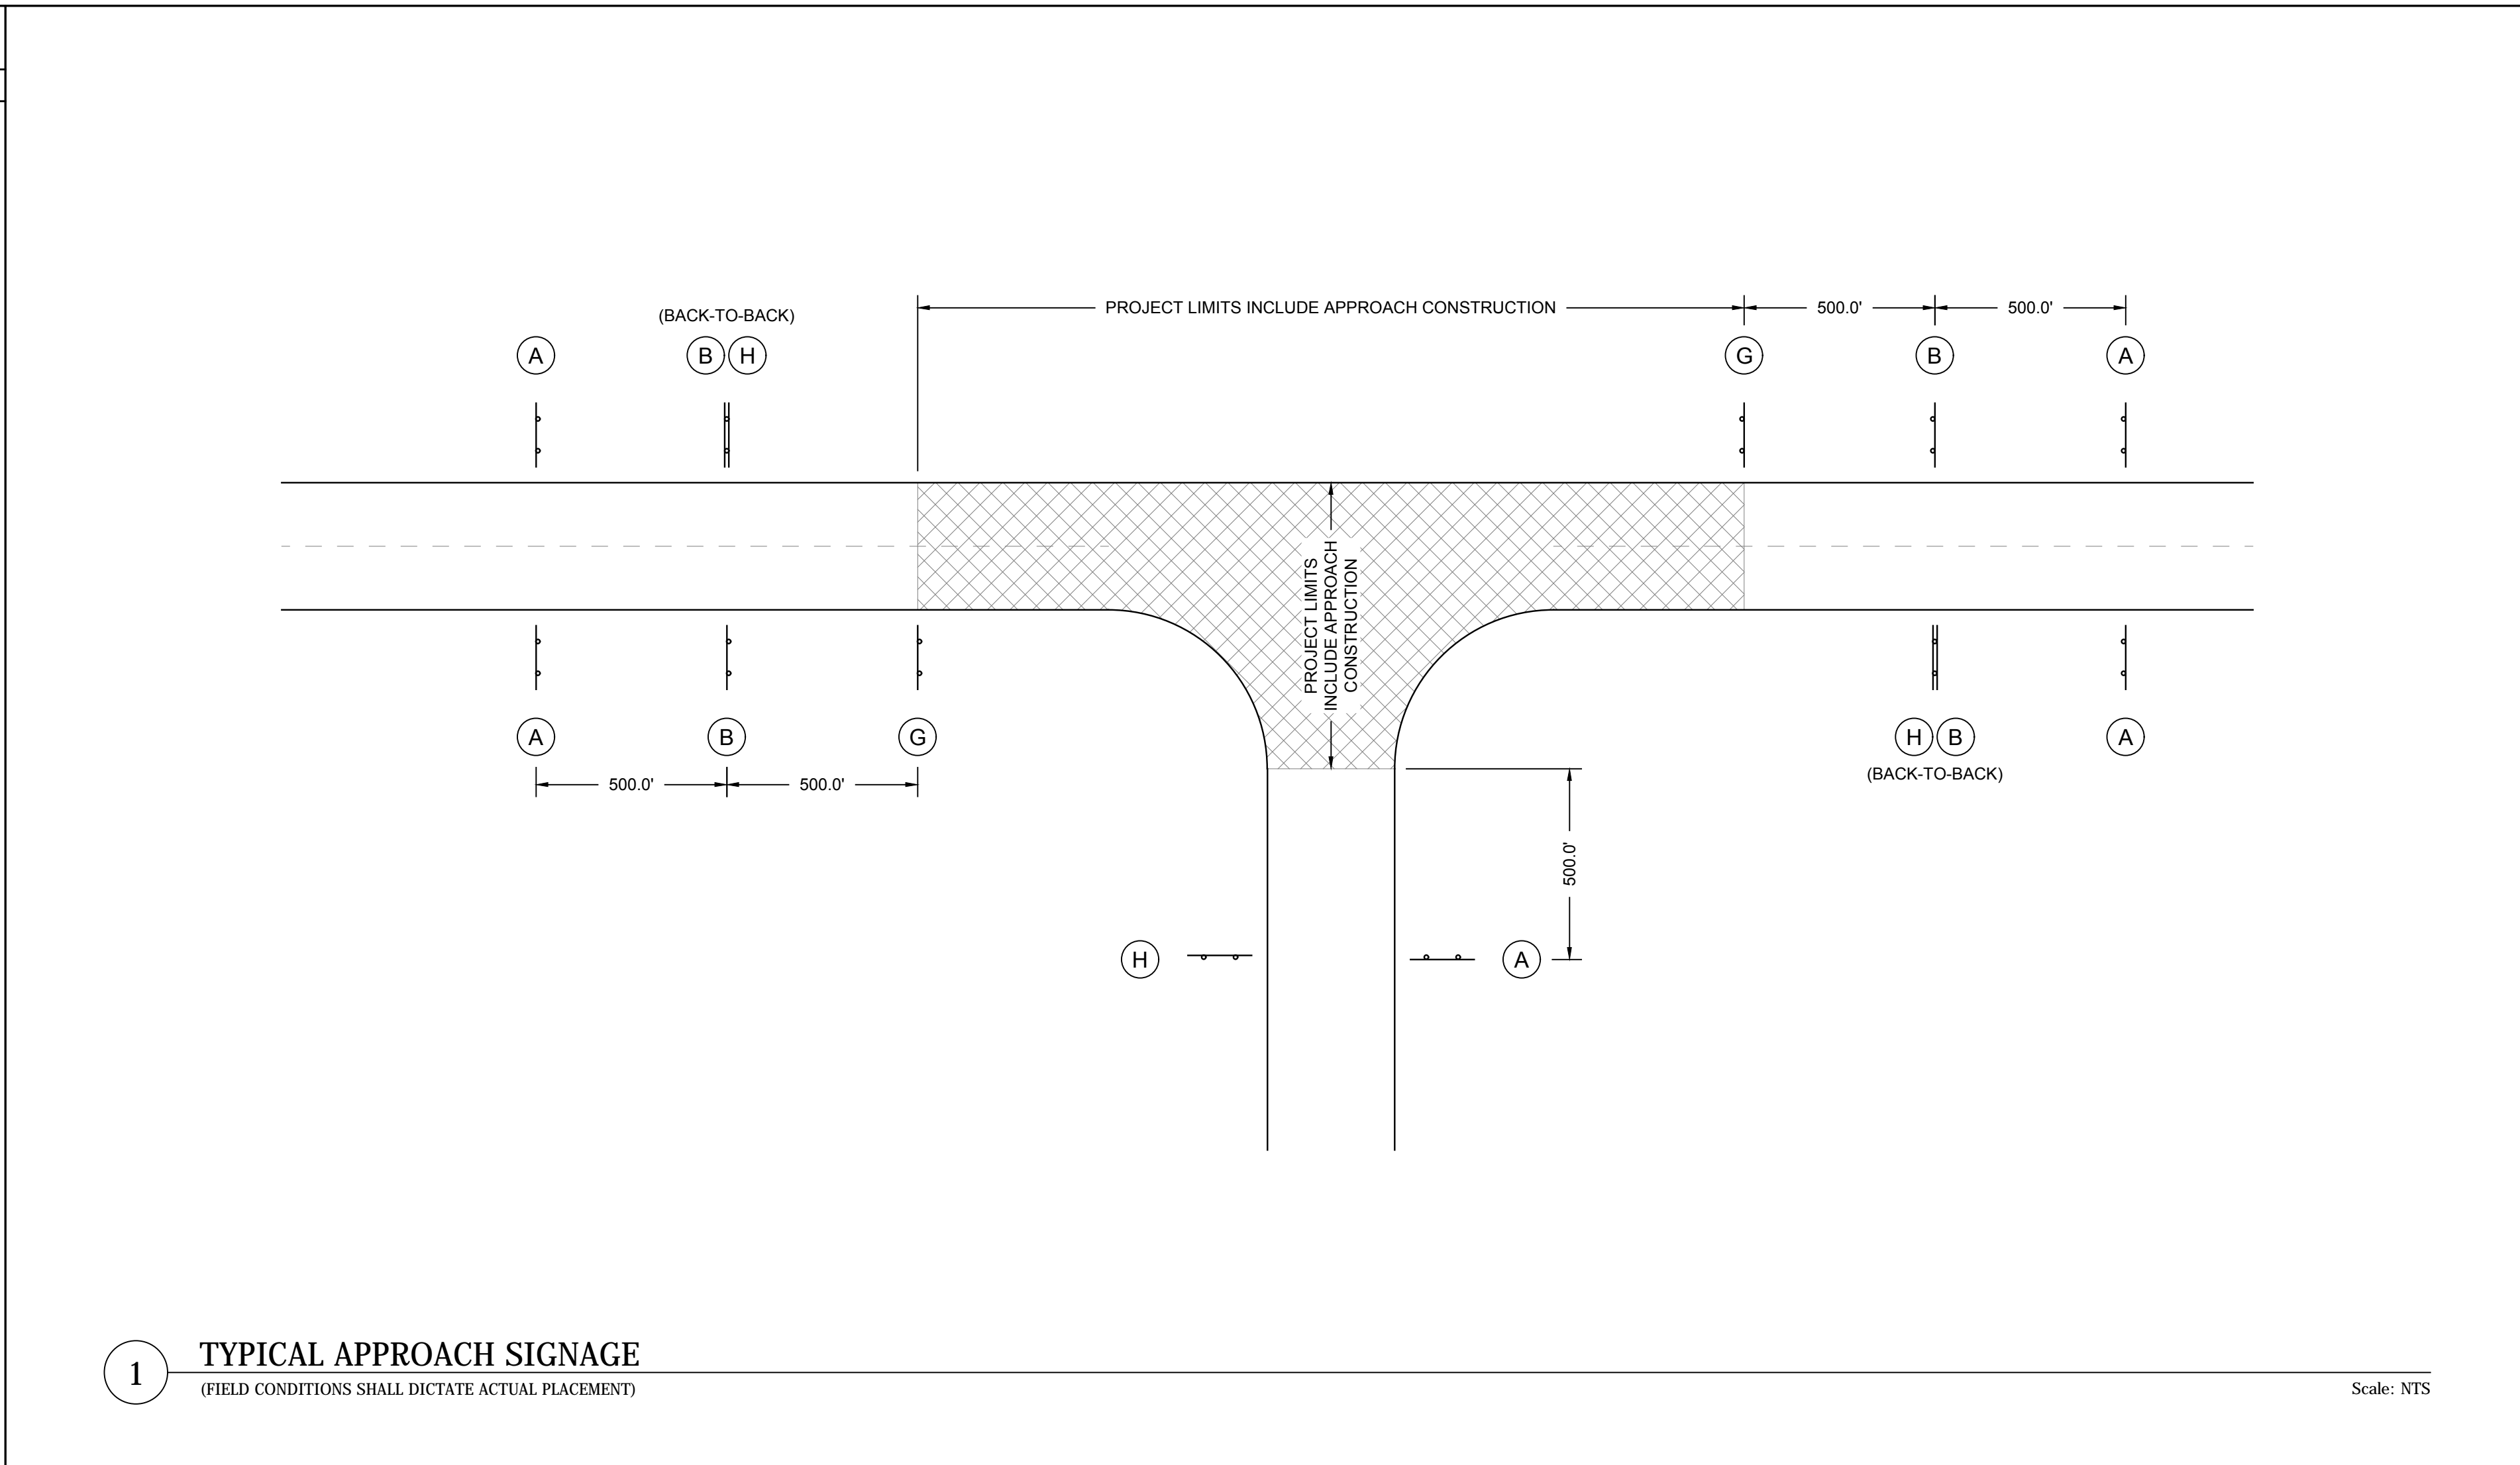 PROJECT LIMITS INCLUDE APPROACH CONSTRUCTION
500.0'
500.0'
(BACK-TO-BACK)
A
B
H
G
B
A
PROJECT LIMITS
INCLUDE APPROACH
CONSTRUCTION
A
B
G
500.0'
500.0'
H
B
A
(BACK-TO-BACK)
500.0'
H
A
1
TYPICAL APPROACH SIGNAGE
(FIELD CONDITIONS SHALL DICTATE ACTUAL PLACEMENT)
Scale: NTS